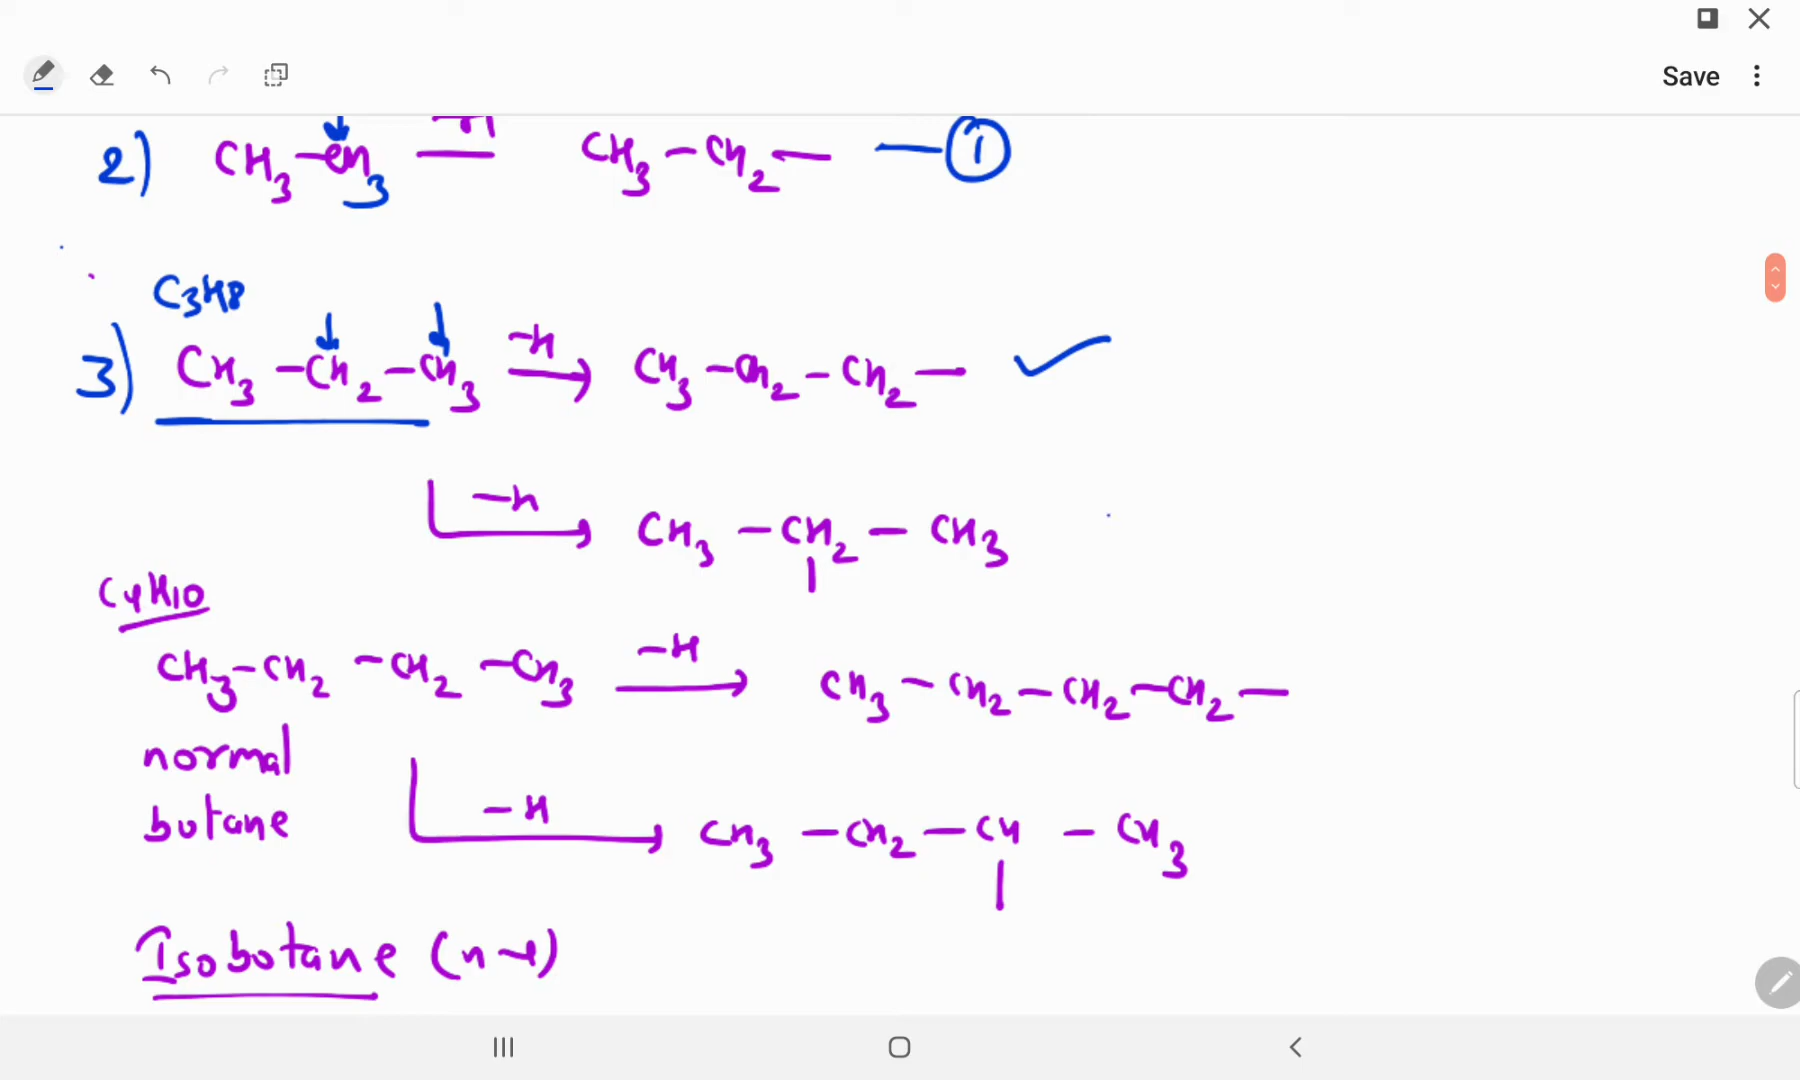 Save
2) CH3-CH3 -H CH3-CH2- -①
C3H8
3) CH3-CH2-CH3 -H→ CH3-CH2-CH2- ✓
-H→ CH3-CH2-CH3
C4H10
CH3-CH2-CH2-CH3 -H→ CH3-CH2-CH2-CH2-
normal
butane
-H→ CH3-CH2-CH-CH3
Isobutane